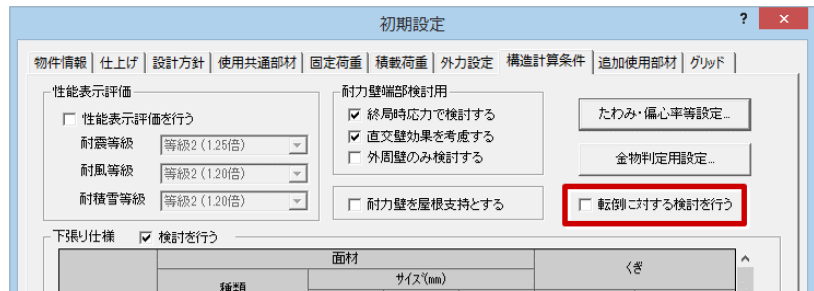 初期設定
? ×
物件情報 仕上げ 設計方針 使用共通部材 固定荷重 積載荷重 外力設定 構造計算条件 追加使用部材 グリッド
性能表示評価
性能表示評価を行う
耐震等級 等級2(1.25倍)
耐風等級 等級2(1.20倍)
耐積雪等級 等級2(1.20倍)
耐力壁端部検討用
終局時応力で検討する
直交壁効果を考慮する
外周壁のみ検討する
耐力壁を屋根支持とする
たわみ・偏心率等設定...
金物判定用設定...
転倒に対する検討を行う
下張り仕様 検討を行う
面材 くぎ
種類 サイズ(mm)